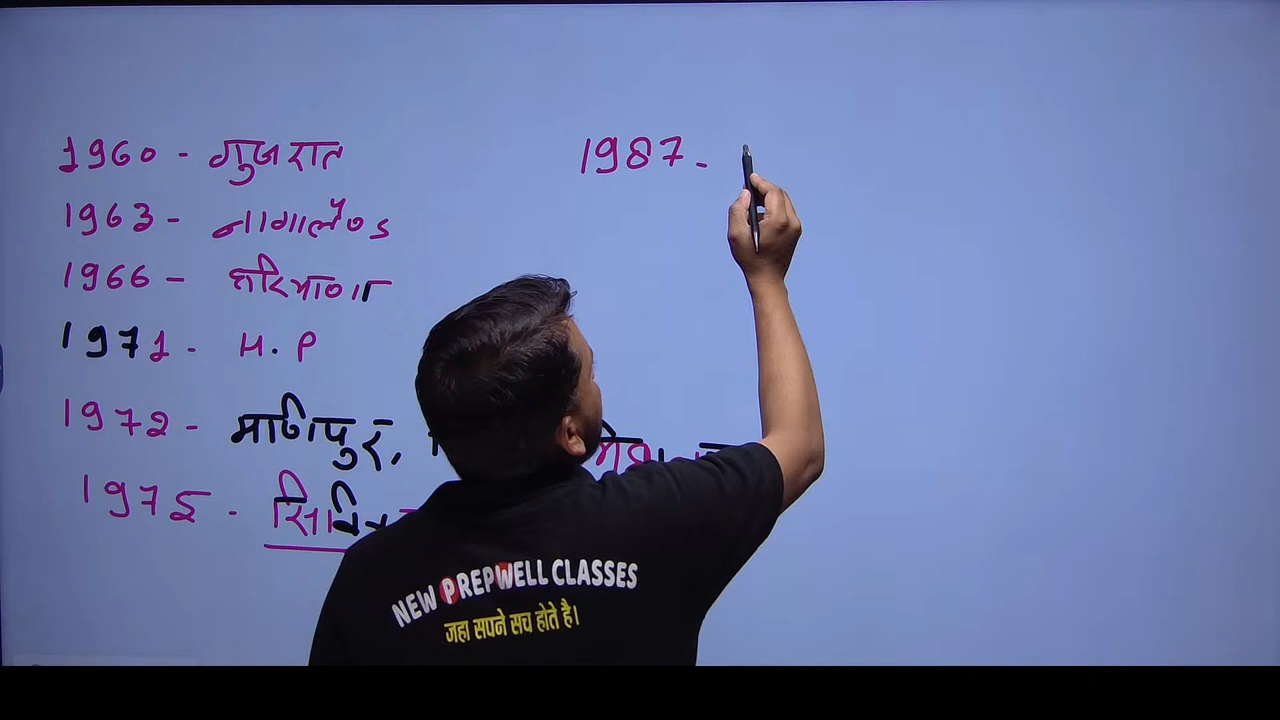 1960 - गुजरात
1963 - नागालैण्ड
1966 - हरियाणा
1971 - H.P
1972 - मणिपुर,
1975 -
1987 -
NEW PREPWELL CLASSES
जहा सपने सच होते है।